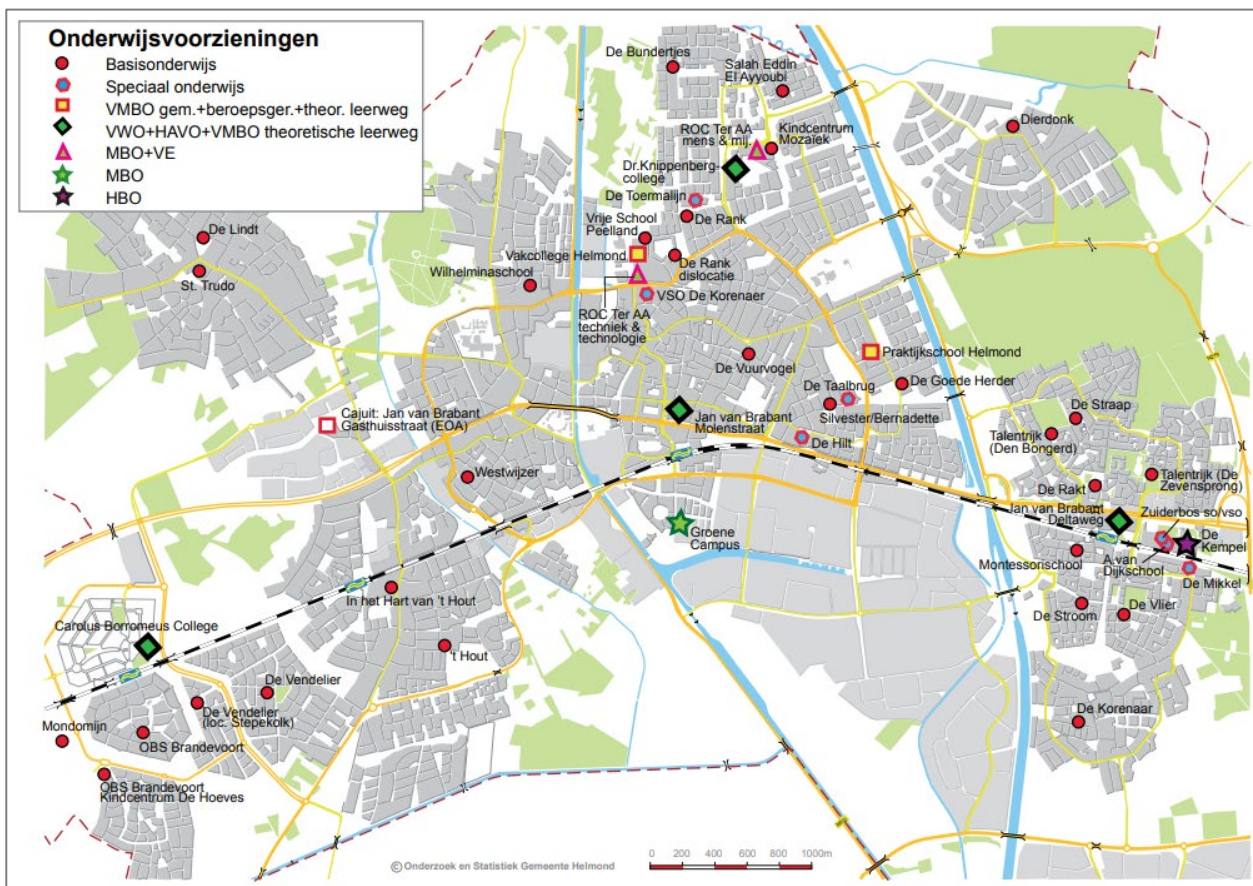 Onderwijsvoorzieningen
Basisonderwijs
Speciaal onderwijs
VMBO gem.+beroepsger.+theor. leerweg
VWO+HAVO+VMBO theoretische leerweg
MBO+VE
MBO
HBO
De Bundertjes
Salah Eddin
El Ayyoubi
Dierdonk
ROC Ter AA
mens & mij.
Kindcentrum
Mozaïek
Dr.Knippenberg-
college
De Toermalijn
De Rank
Vrije School
Peelland
De Lindt
Vakcollege Helmond
De Rank
dislocatie
St. Trudo
Wilhelminaschool
VSO De Korenaer
ROC Ter AA
techniek &
technologie
Praktijkschool Helmond
De Vuurvogel
De Goede Herder
De Taalbrug
Silvester/Bernadette
Cajuit: Jan van Brabant
Gasthuisstraat (EOA)
Jan van Brabant
Molenstraat
De Hilt
De Straap
Talentrijk
(Den Bongerd)
Westwijzer
De Rakt
Talentrijk (De
Zevensprong)
Jan van Brabant
Deltaweg
Zuiderbos so/vso
Groene
Campus
De
Kempel
Montessorischool
A.van
Dijkschool
De Mikkel
In het Hart van 't Hout
De Stroom
De Vlier
Carolus Borromeus College
't Hout
De Vendelier
De Vendelier
(loc. Stepekolk)
Mondomijn
OBS Brandevoort
De Korenaar
OBS Brandevoort
Kindcentrum De Hoeves
© Onderzoek en Statistiek Gemeente Helmond
0 200 400 600 800 1000m